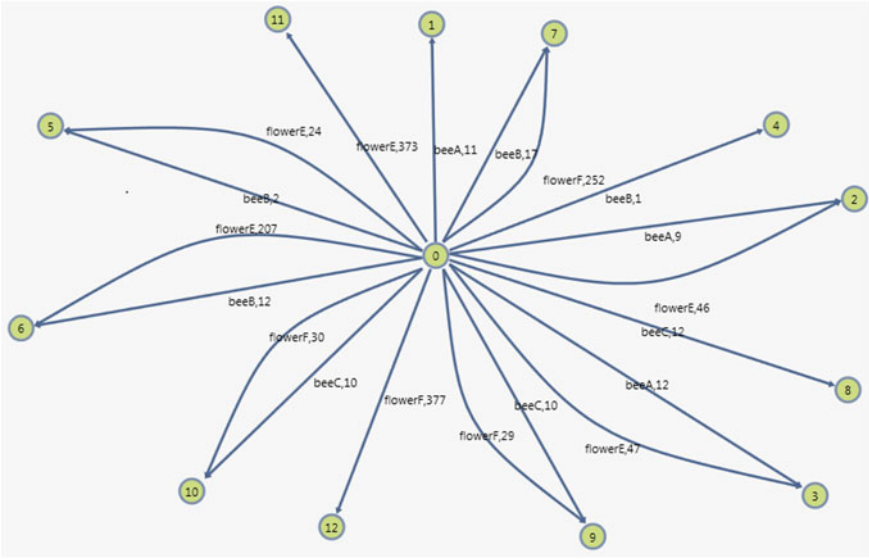 11
1
7
5
flowerE,24
4
flowerE,373
beeA,11
beeB,17
flowerF,252
beeB,2
beeB,1
2
flowerE,207
beeA,9
0
beeB,12
flowerE,46
6
beeC,12
flowerF,30
beeC,10
beeA,12
8
flowerF,377
beeC,10
flowerF,29
flowerE,47
10
3
12
9